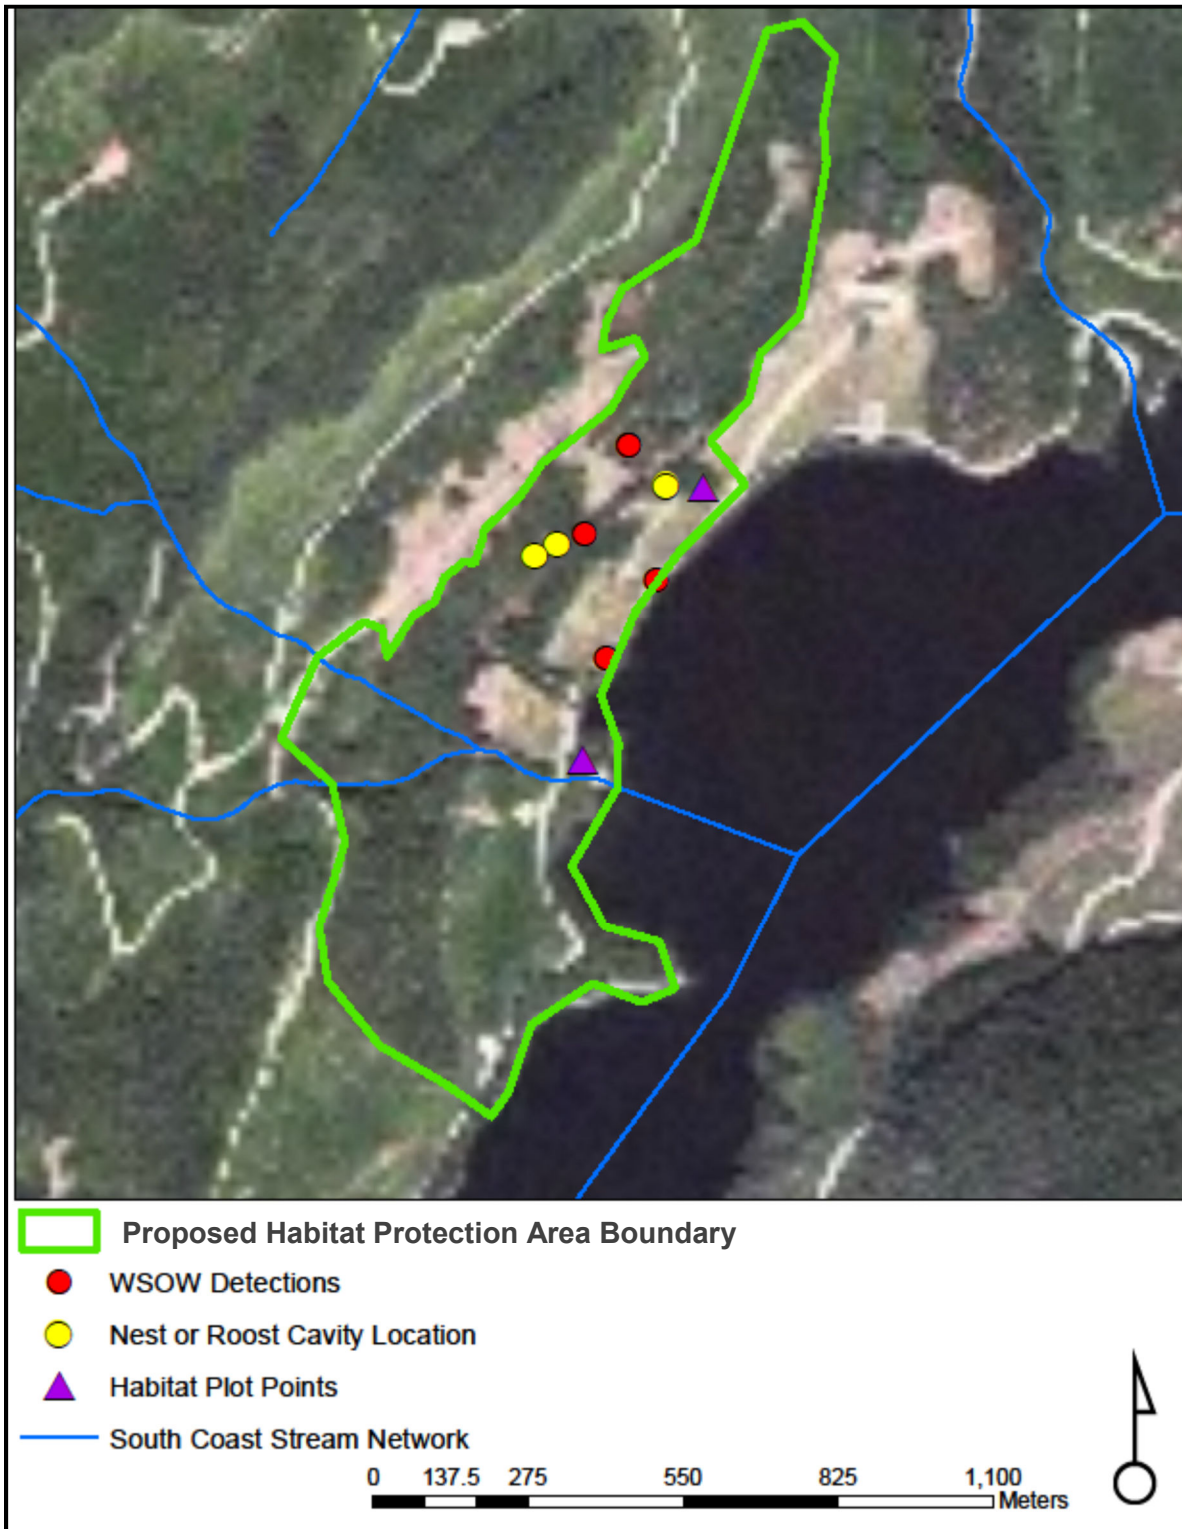 Proposed Habitat Protection Area Boundary
WSOW Detections
Nest or Roost Cavity Location
Habitat Plot Points
South Coast Stream Network
0 137.5 275 550 825 1,100
Meters